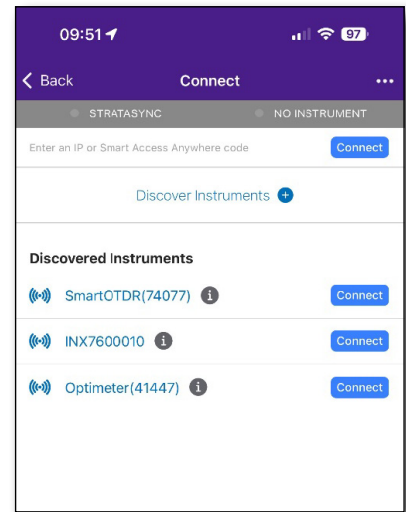 09:51 97
Back Connect
STRATASYNC NO INSTRUMENT
Enter an IP or Smart Access Anywhere code Connect
Discover Instruments
Discovered Instruments
SmartOTDR(74077) Connect
INX7600010 Connect
Optimeter(41447) Connect